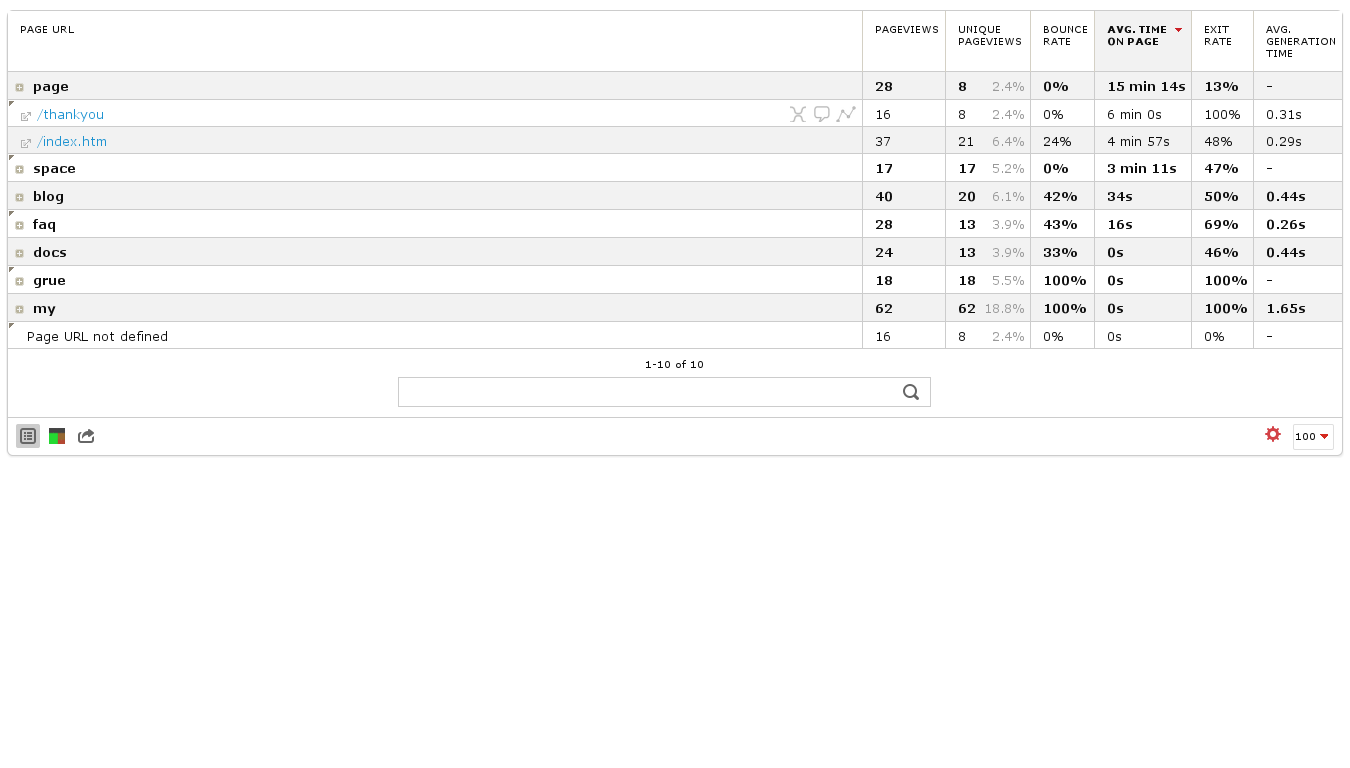 PAGE URL PAGEVIEWS UNIQUE PAGEVIEWS BOUNCE RATE AVG. TIME ON PAGE EXIT RATE AVG. GENERATION TIME
page 28 8 2.4% 0% 15 min 14s 13% -
/thankyou 16 8 2.4% 0% 6 min 0s 100% 0.31s
/index.htm 37 21 6.4% 24% 4 min 57s 48% 0.29s
space 17 17 5.2% 0% 3 min 11s 47% -
blog 40 20 6.1% 42% 34s 50% 0.44s
faq 28 13 3.9% 43% 16s 69% 0.26s
docs 24 13 3.9% 33% 0s 46% 0.44s
grue 18 18 5.5% 100% 0s 100% -
my 62 62 18.8% 100% 0s 100% 1.65s
Page URL not defined 16 8 2.4% 0% 0s 0% -
1-10 of 10
100